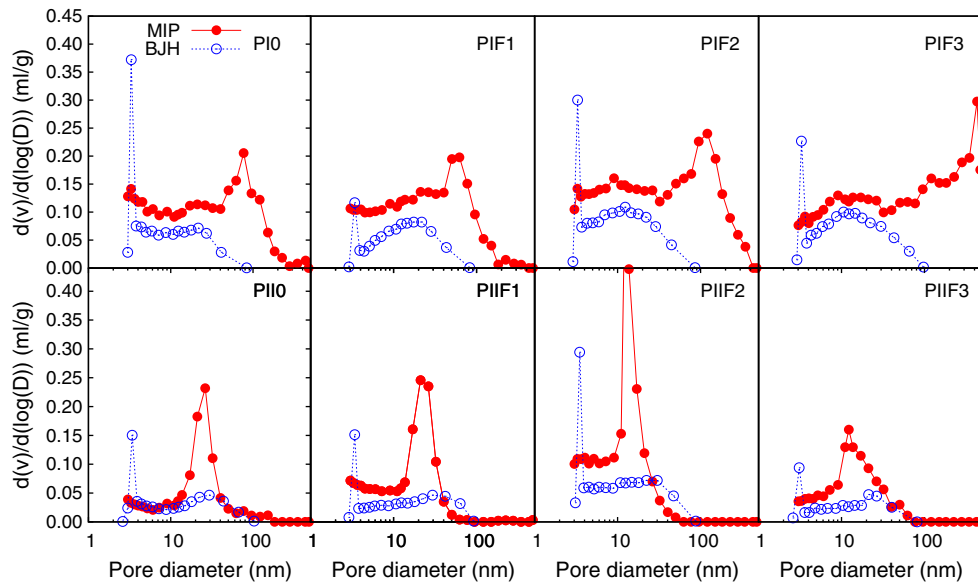 0.45
MIP
BJH
PI0
PIF1
PIF2
PIF3
0.40
0.35
0.30
0.25
0.20
0.15
0.10
0.05
0.00
d(v)/d(log(D)) (ml/g)
PII0
PIIF1
PIIF2
PIIF3
0.40
0.35
0.30
0.25
0.20
0.15
0.10
0.05
0.00
d(v)/d(log(D)) (ml/g)
1 10 100 1 10 100 1 10 100 1 10 100 1
Pore diameter (nm) Pore diameter (nm) Pore diameter (nm) Pore diameter (nm)